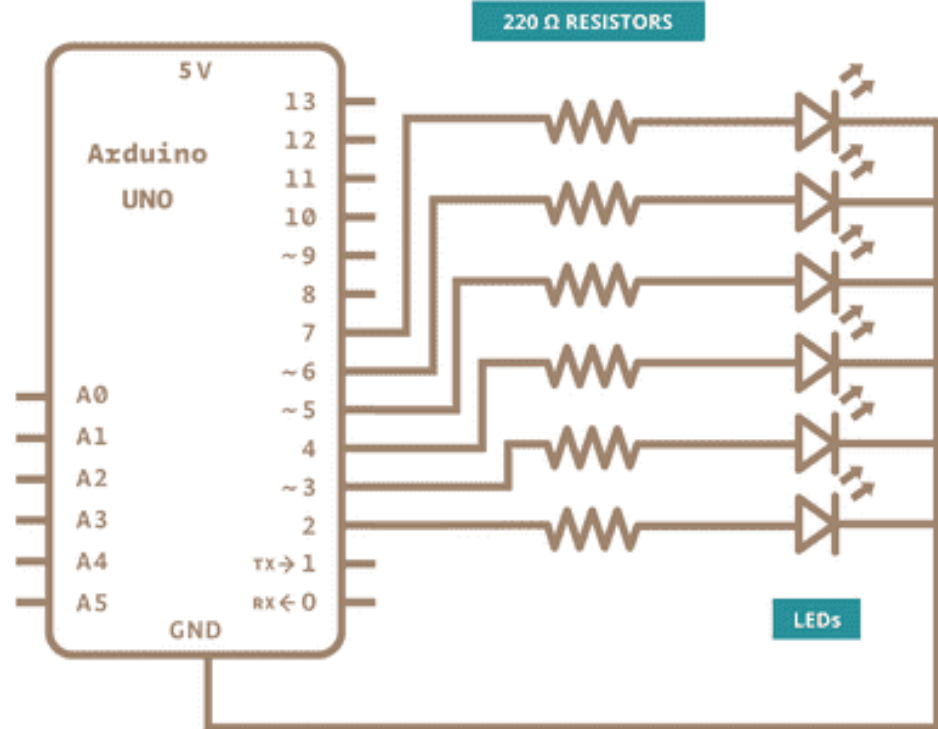 220 Ω RESISTORS
5V
Arduino
UNO
13
12
11
10
~9
8
7
~6
~5
4
~3
2
TX→1
RX←0
A0
A1
A2
A3
A4
A5
GND
LEDs